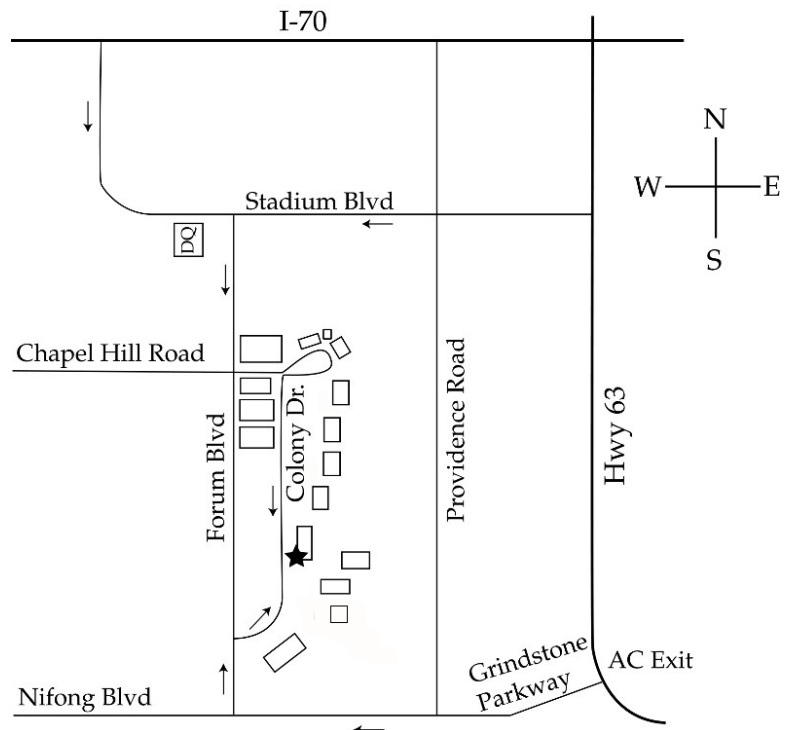 I-70
N
W
E
S
Stadium Blvd
DQ
Chapel Hill Road
Colony Dr.
Forum Blvd
Providence Road
Hwy 63
Grindstone
Parkway
AC Exit
Nifong Blvd